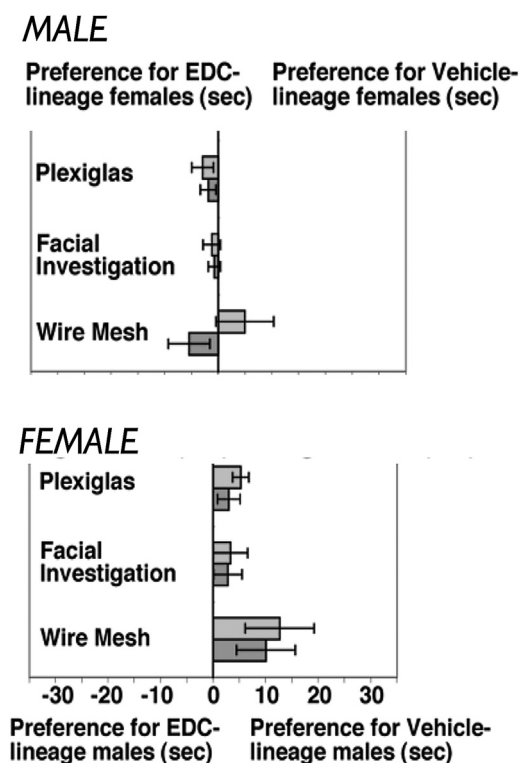 MALE
Preference for EDC- Preference for Vehicle-
lineage females (sec) lineage females (sec)
Plexiglas
Facial
Investigation
Wire Mesh
FEMALE
Plexiglas
Facial
Investigation
Wire Mesh
-30 -20 -10 0 10 20 30
Preference for EDC- Preference for Vehicle-
lineage males (sec) lineage males (sec)